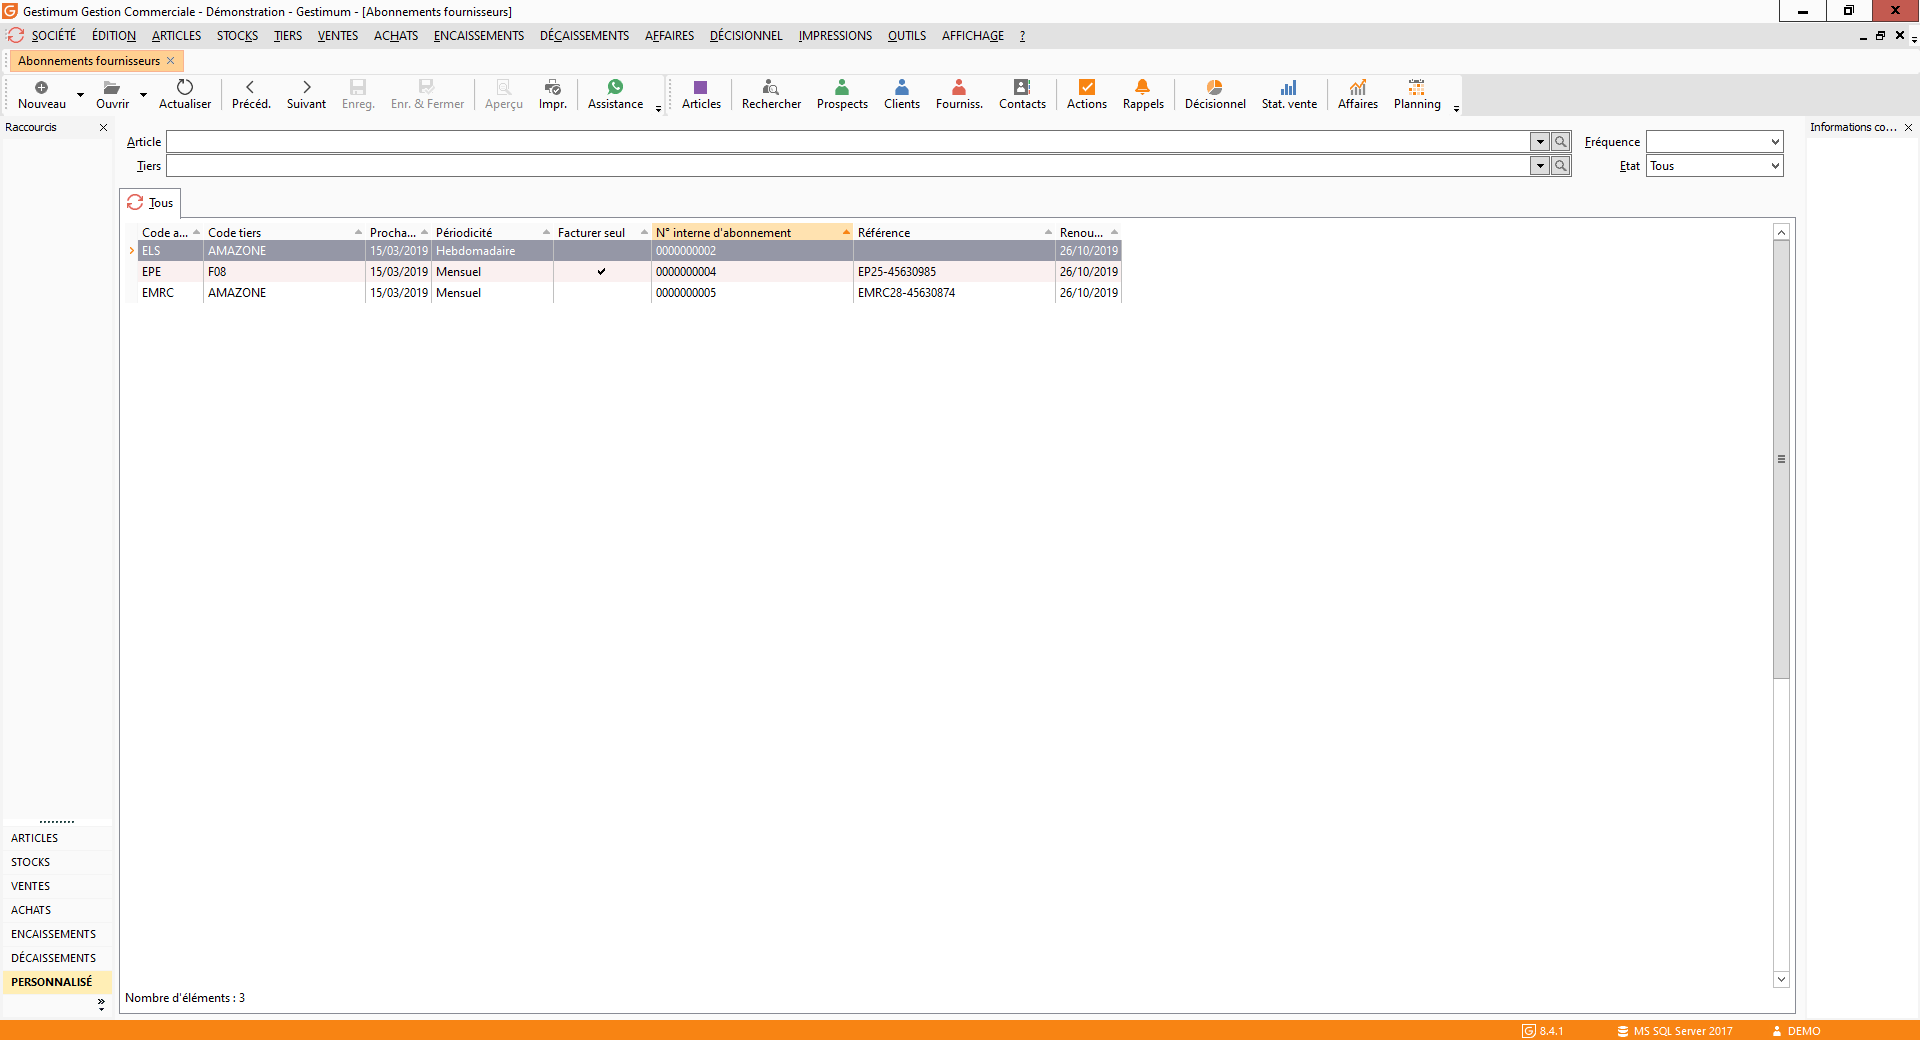 Gestimum Gestion Commerciale - Démonstration - Gestimum - [Abonnements fournisseurs]
SOCIÉTÉ ÉDITION ARTICLES STOCKS TIERS VENTES ACHATS ENCAISSEMENTS DÉCAISSEMENTS AFFAIRES DÉCISIONNEL IMPRESSIONS OUTILS AFFICHAGE ?
Abonnements fournisseurs
Nouveau Ouvrir Actualiser Précéd. Suivant Enreg. Enr. & Fermer Aperçu Impr. Assistance Articles Rechercher Prospects Clients Fourniss. Contacts Actions Rappels Décisionnel Stat. vente Affaires Planning
Raccourcis
Informations co...
Article
Fréquence
Tiers
Etat Tous
Tous
Code a... Code tiers Procha... Périodicité Facturer seul N° interne d'abonnement Référence Renou...
ELS AMAZONE 15/03/2019 Hebdomadaire 0000000002 26/10/2019
EPE F08 15/03/2019 Mensuel ✔ 0000000004 EP25-45630985 26/10/2019
EMRC AMAZONE 15/03/2019 Mensuel 0000000005 EMRC28-45630874 26/10/2019
ARTICLES
STOCKS
VENTES
ACHATS
ENCAISSEMENTS
DÉCAISSEMENTS
PERSONNALISÉ
Nombre d'éléments : 3
8.4.1 MS SQL Server 2017 DEMO